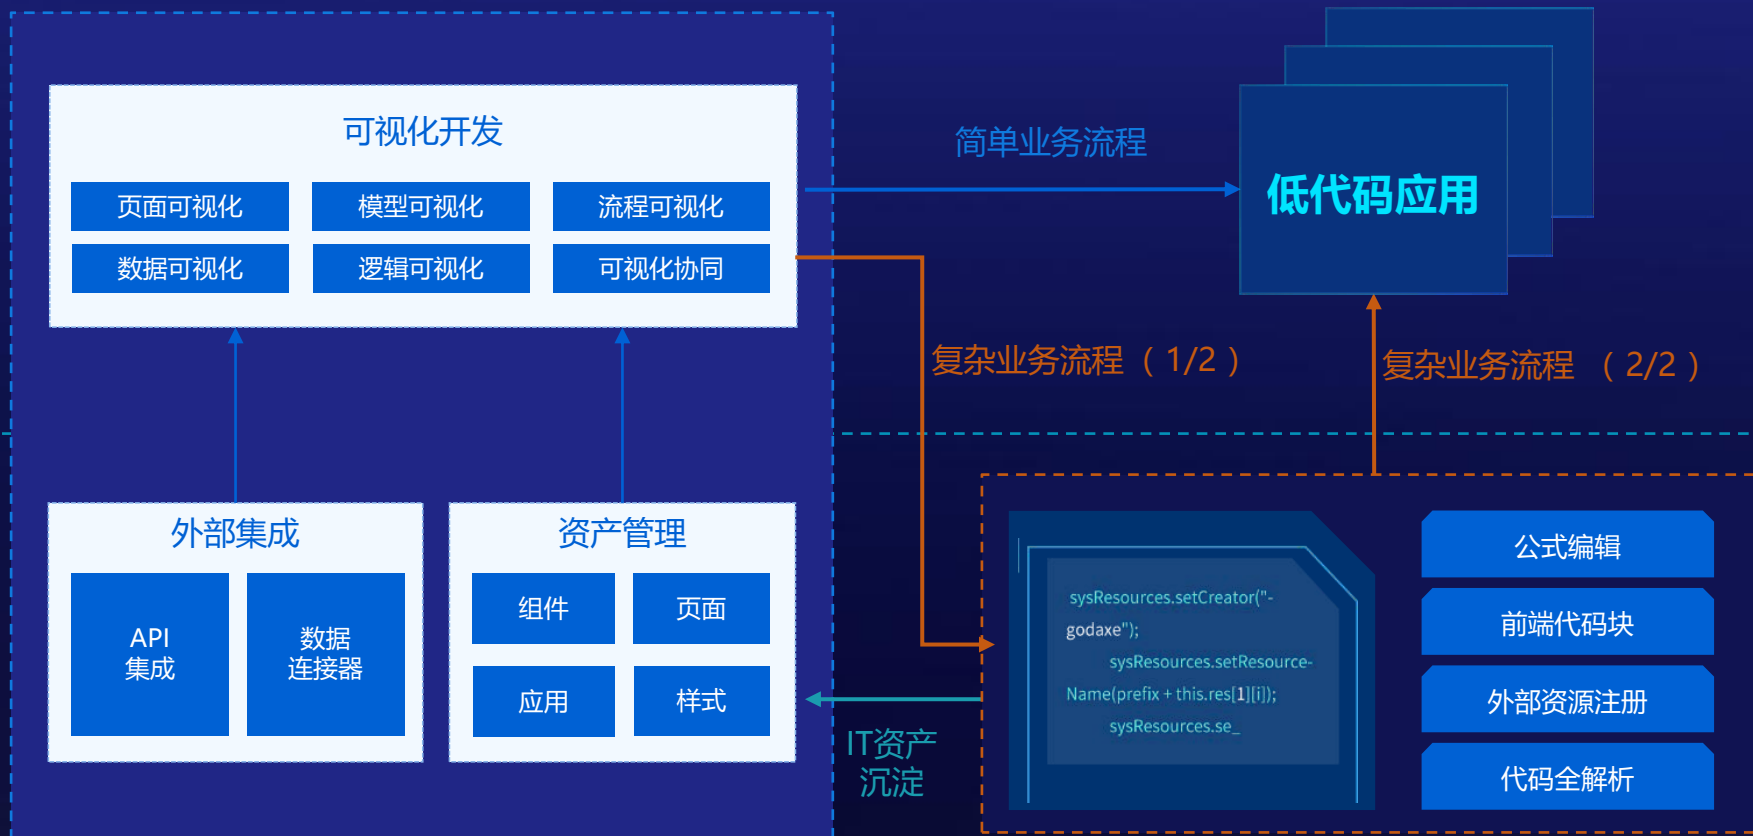 可视化开发
页面可视化
模型可视化
流程可视化
数据可视化
逻辑可视化
可视化协同
简单业务流程
低代码应用
复杂业务流程（ 1/2 ）
复杂业务流程 （ 2/2 ）
外部集成
API
集成
数据
连接器
资产管理
组件
页面
应用
样式
IT资产
沉淀
sysResources.setCreator("-
godaxe");
sysResources.setResource-
Name(prefix + this.res[1][i]);
sysResources.se_
公式编辑
前端代码块
外部资源注册
代码全解析